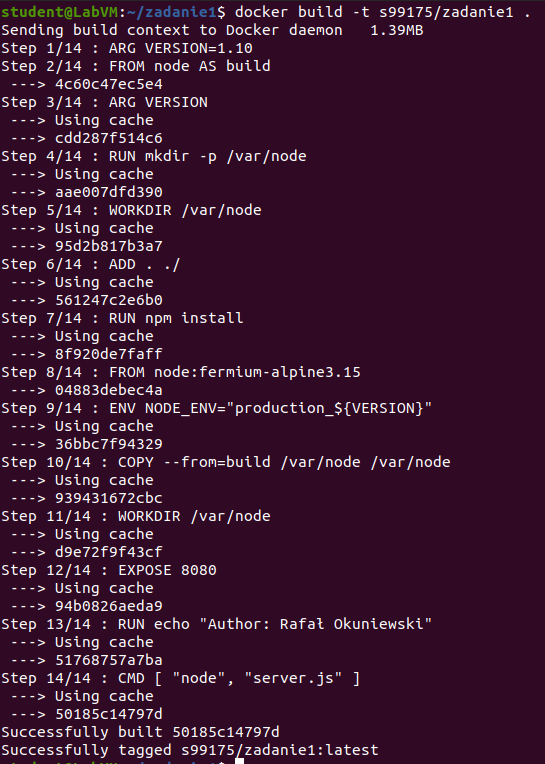 student@LabVM:~/zadanie1$ docker build -t s99175/zadanie1 .
Sending build context to Docker daemon   1.39MB
Step 1/14 : ARG VERSION=1.10
Step 2/14 : FROM node AS build
 ---> 4c60c47ec5e4
Step 3/14 : ARG VERSION
 ---> Using cache
 ---> cdd287f514c6
Step 4/14 : RUN mkdir -p /var/node
 ---> Using cache
 ---> aae007dfd390
Step 5/14 : WORKDIR /var/node
 ---> Using cache
 ---> 95d2b817b3a7
Step 6/14 : ADD . ./
 ---> Using cache
 ---> 561247c2e6b0
Step 7/14 : RUN npm install
 ---> Using cache
 ---> 8f920de7faff
Step 8/14 : FROM node:fermium-alpine3.15
 ---> 04883debec4a
Step 9/14 : ENV NODE_ENV="production_${VERSION}"
 ---> Using cache
 ---> 36bbc7f94329
Step 10/14 : COPY --from=build /var/node /var/node
 ---> Using cache
 ---> 939431672cbc
Step 11/14 : WORKDIR /var/node
 ---> Using cache
 ---> d9e72f9f43cf
Step 12/14 : EXPOSE 8080
 ---> Using cache
 ---> 94b0826aeda9
Step 13/14 : RUN echo "Author: Rafał Okuniewski"
 ---> Using cache
 ---> 51768757a7ba
Step 14/14 : CMD [ "node", "server.js" ]
 ---> Using cache
 ---> 50185c14797d
Successfully built 50185c14797d
Successfully tagged s99175/zadanie1:latest